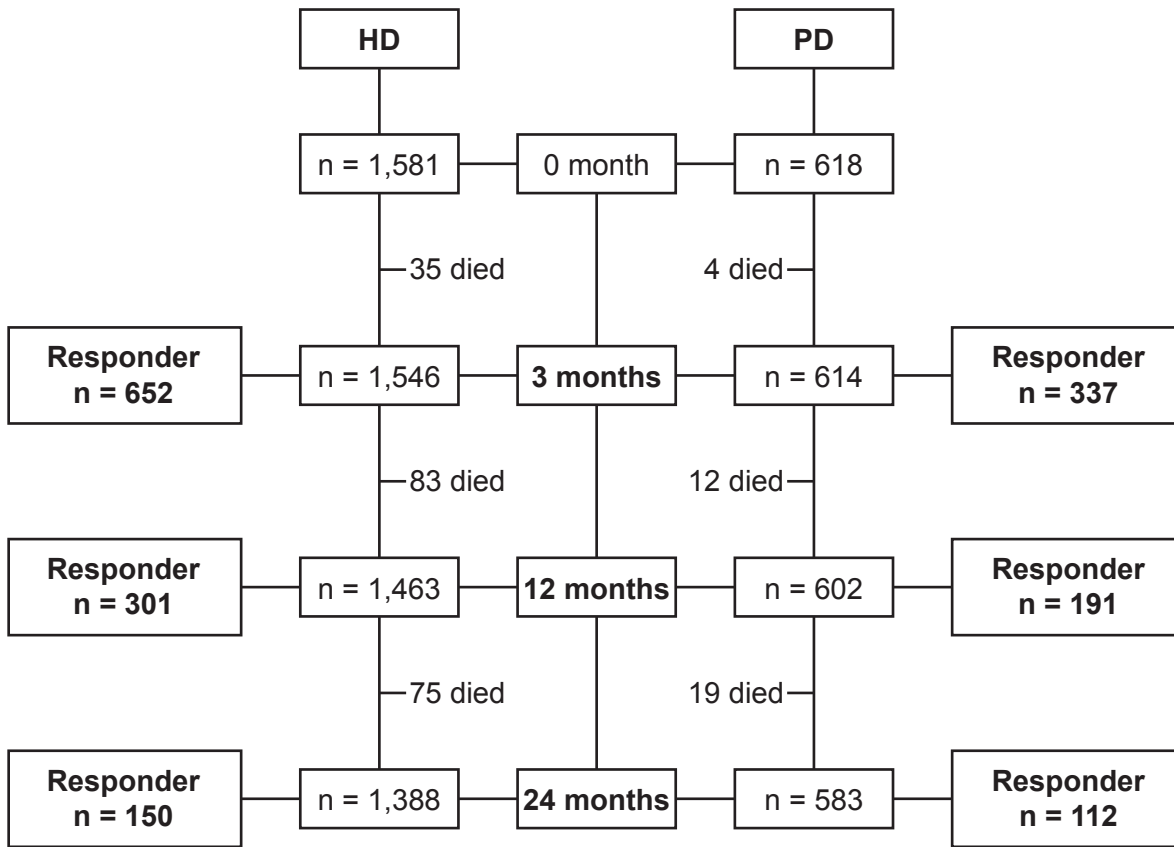 HD
PD
n = 1,581
0 month
n = 618
35 died
4 died
Responder
n = 652
n = 1,546
3 months
n = 614
Responder
n = 337
83 died
12 died
Responder
n = 301
n = 1,463
12 months
n = 602
Responder
n = 191
75 died
19 died
Responder
n = 150
n = 1,388
24 months
n = 583
Responder
n = 112